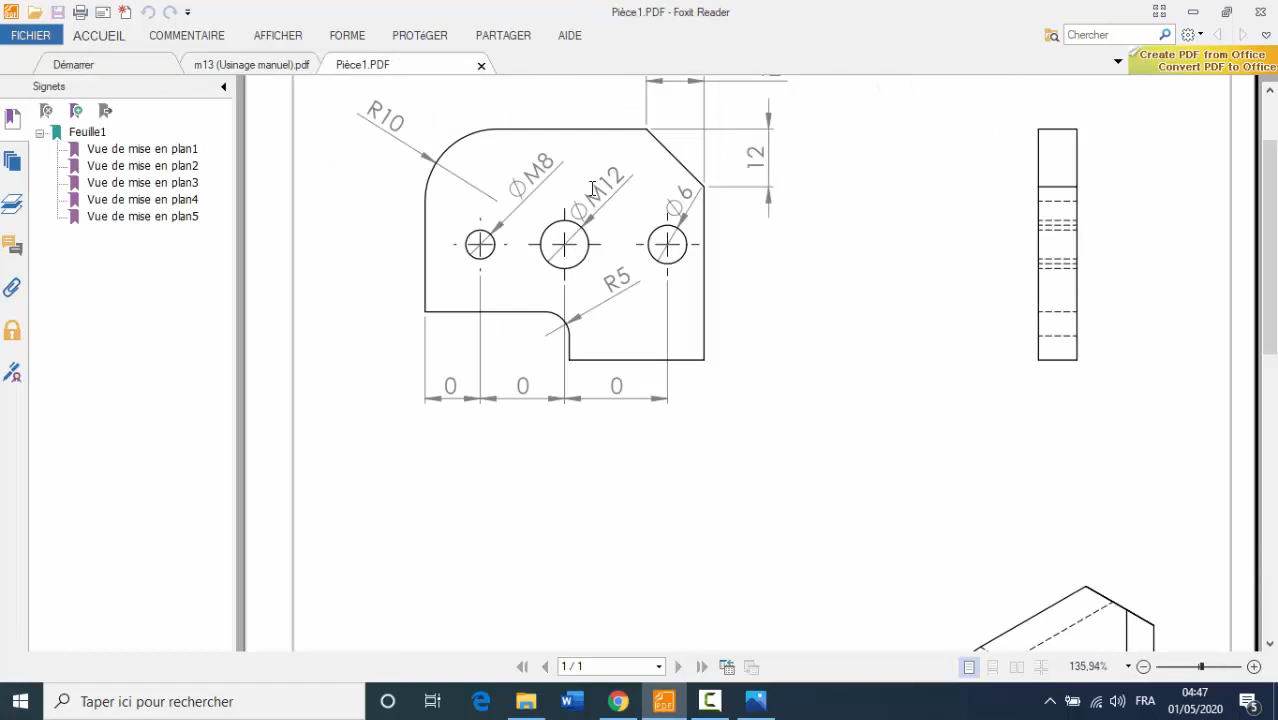 Pièce1.PDF - Foxit Reader
FICHIER ACCUEIL COMMENTAIRE AFFICHER FORME PROTéGER PARTAGER AIDE
Chercher
Démarrer m13 (Usinage manuel).pdf Pièce1.PDF
Create PDF from Office
Convert PDF to Office
Signets
Feuille1
Vue de mise en plan1
Vue de mise en plan2
Vue de mise en plan3
Vue de mise en plan4
Vue de mise en plan5
R10
12
∅M8
∅M12
∅6
R5
0 0 0
1 / 1
135,94%
Taper ici pour rechercher
FRA
04:47
01/05/2020
5